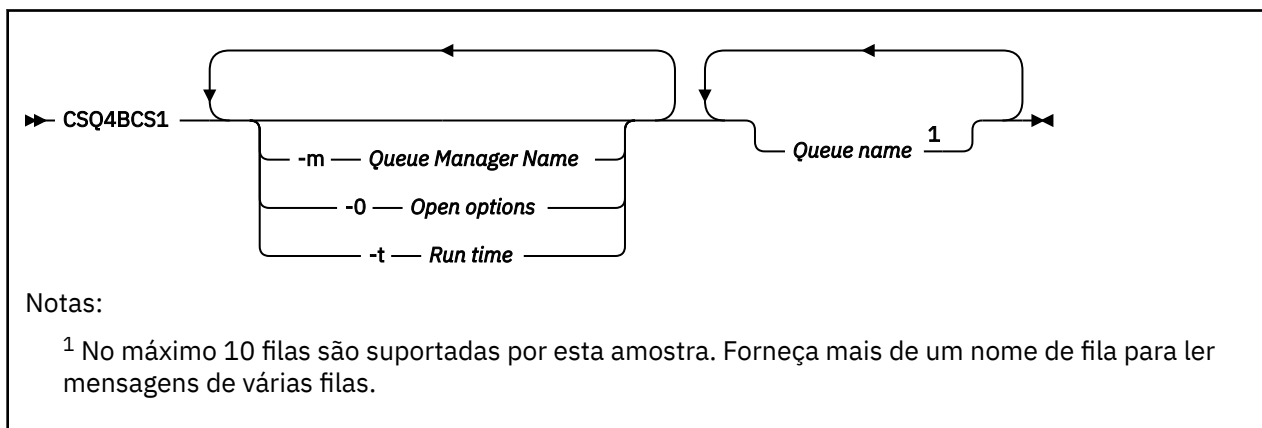 CSQ4BCS1
-m Queue Manager Name
-0 Open options
-t Run time
Queue name 1
Notas:
1 No máximo 10 filas são suportadas por esta amostra. Forneça mais de um nome de fila para ler
mensagens de várias filas.